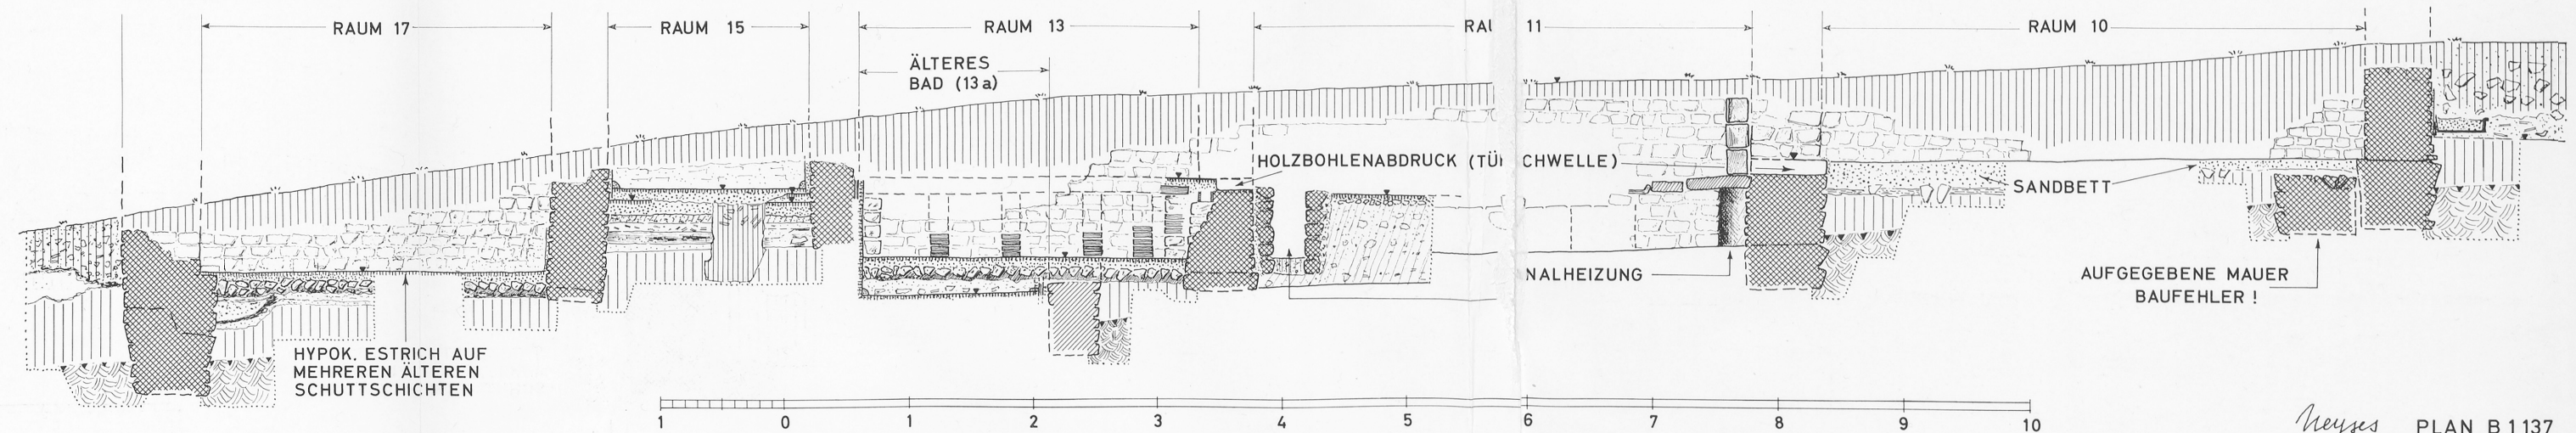 RAUM 17
RAUM 15
RAUM 13
RAU 11
RAUM 10
ÄLTERES
BAD (13a)
HOLZBOHLENABDRUCK (TÜR CHWELLE)
SANDBETT
NALHEIZUNG
AUFGEGEBENE MAUER
BAUFEHLER !
HYPOK. ESTRICH AUF
MEHREREN ÄLTEREN
SCHUTTSCHICHTEN
1 0 1 2 3 4 5 6 7 8 9 10
Neyses PLAN B 1137